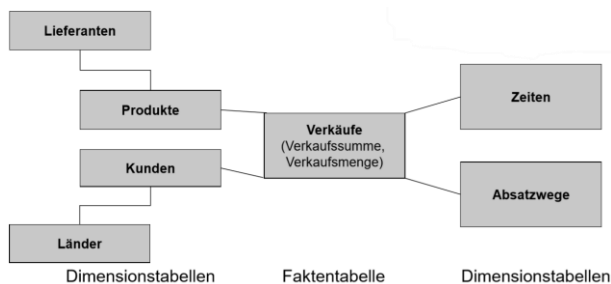 Lieferanten
Produkte
Kunden
Länder
Verkäufe
(Verkaufssumme,
Verkaufsmenge)
Zeiten
Absatzwege
Dimensionstabellen
Faktentabelle
Dimensionstabellen